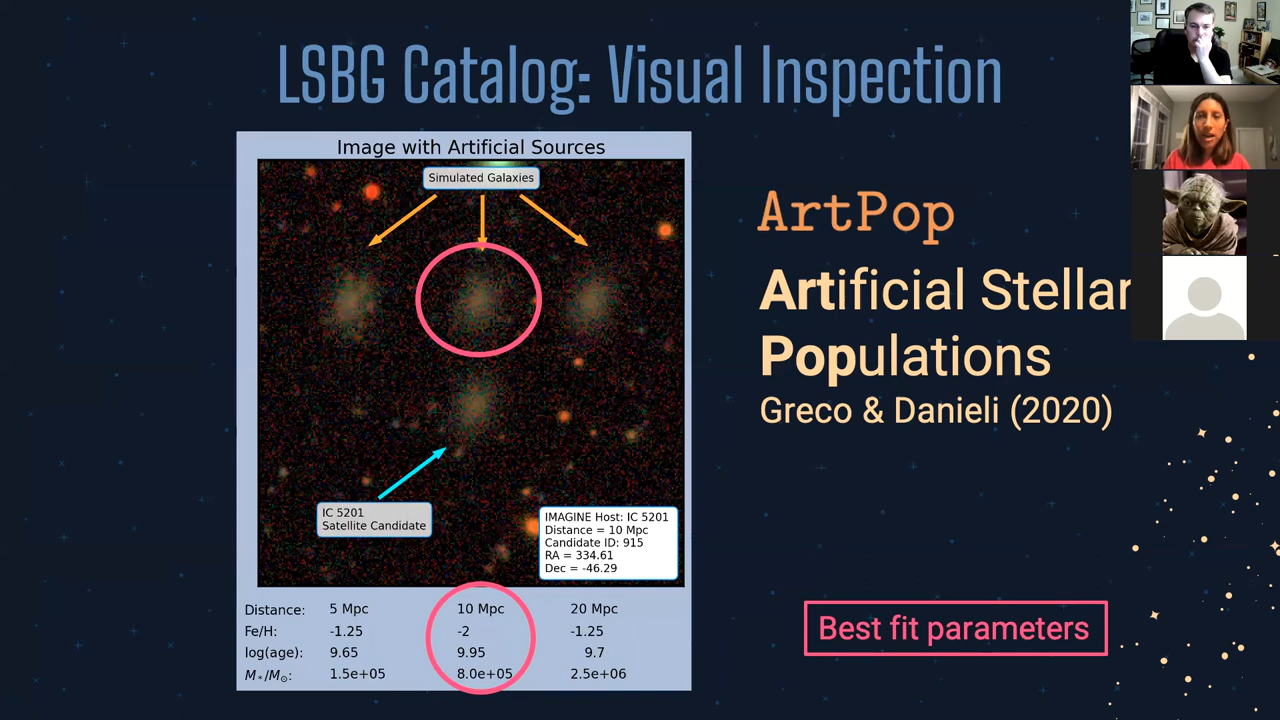 LSBG Catalog: Visual Inspection
Image with Artificial Sources
Simulated Galaxies
IC 5201
Satellite Candidate
IMAGINE Host: IC 5201
Distance = 10 Mpc
Candidate ID: 915
RA = 334.61
Dec = -46.29
Distance: 5 Mpc 10 Mpc 20 Mpc
Fe/H: -1.25 -2 -1.25
log(age): 9.65 9.95 9.7
M*/M☉: 1.5e+05 8.0e+05 2.5e+06
ArtPop
Artificial Stellar
Populations
Greco & Danieli (2020)
Best fit parameters